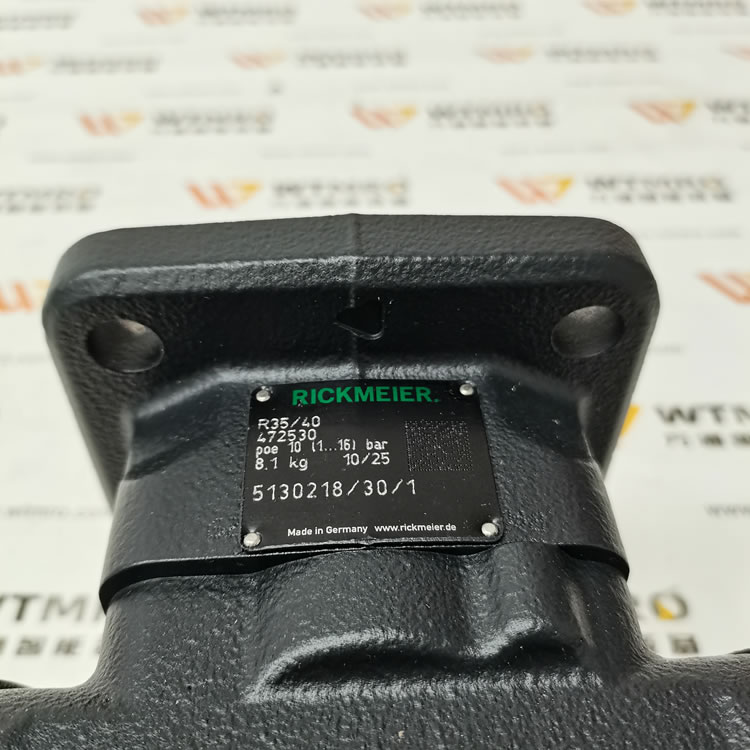 RICKMEIER.
R35/40
472530
poe 10 (1...16) bar
8.1 kg 10/25
5130218/30/1
Made in Germany www.rickmeier.de